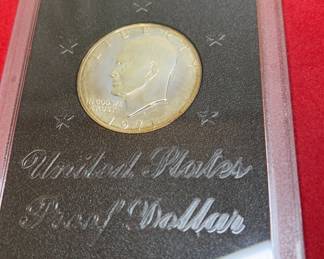 LIBERTY
IN GOD WE
TRUST
United States
Proof Dollar